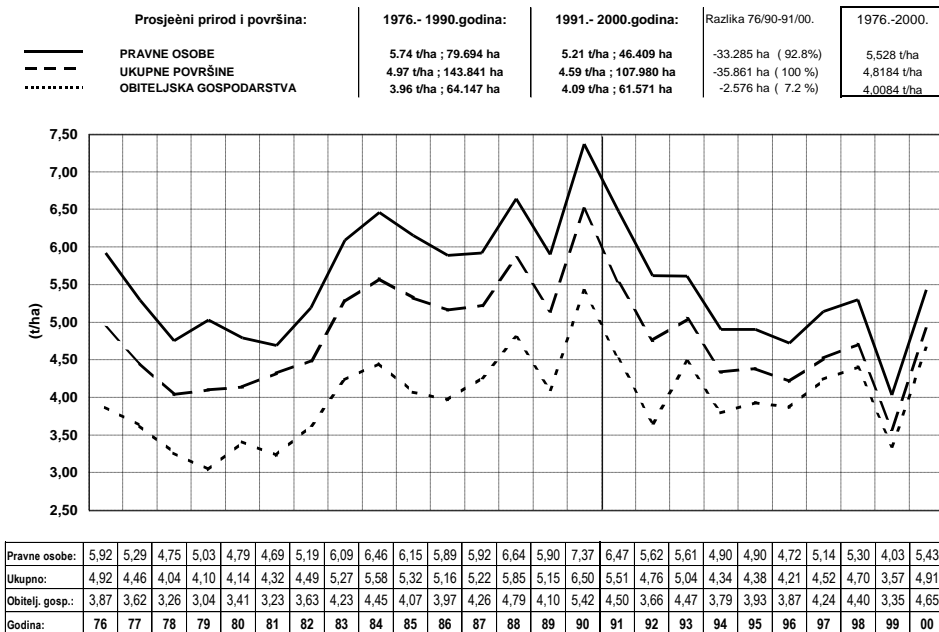 Prosjeèni prirod i površina: 1976.- 1990.godina: 1991.- 2000.godina: Razlika 76/90-91/00. 1976.-2000.
PRAVNE OSOBE 5.74 t/ha ; 79.694 ha 5.21 t/ha ; 46.409 ha -33.285 ha ( 92.8%) 5,528 t/ha
UKUPNE POVRŠINE 4.97 t/ha ; 143.841 ha 4.59 t/ha ; 107.980 ha -35.861 ha ( 100 %) 4,8184 t/ha
OBITELJSKA GOSPODARSTVA 3.96 t/ha ; 64.147 ha 4.09 t/ha ; 61.571 ha -2.576 ha ( 7.2 %) 4,0084 t/ha
7,50
7,00
6,50
6,00
5,50
5,00
4,50
4,00
3,50
3,00
2,50
(t/ha)
Pravne osobe: 5,92 5,29 4,75 5,03 4,79 4,69 5,19 6,09 6,46 6,15 5,89 5,92 6,64 5,90 7,37 6,47 5,62 5,61 4,90 4,90 4,72 5,14 5,30 4,03 5,43
Ukupno: 4,92 4,46 4,04 4,10 4,14 4,32 4,49 5,27 5,58 5,32 5,16 5,22 5,85 5,15 6,50 5,51 4,76 5,04 4,34 4,38 4,21 4,52 4,70 3,57 4,91
Obitelj. gosp.: 3,87 3,62 3,26 3,04 3,41 3,23 3,63 4,23 4,45 4,07 3,97 4,26 4,79 4,10 5,42 4,50 3,66 4,47 3,79 3,93 3,87 4,24 4,40 3,35 4,65
Godina: 76 77 78 79 80 81 82 83 84 85 86 87 88 89 90 91 92 93 94 95 96 97 98 99 00